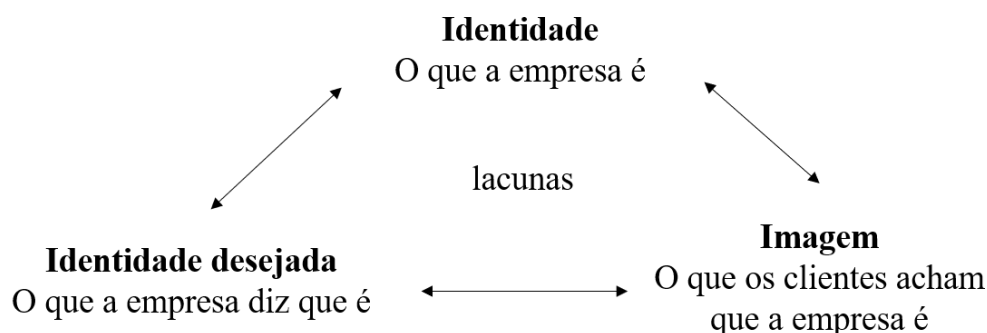 Identidade
O que a empresa é
lacunas
Identidade desejada
O que a empresa diz que é
Imagem
O que os clientes acham
que a empresa é